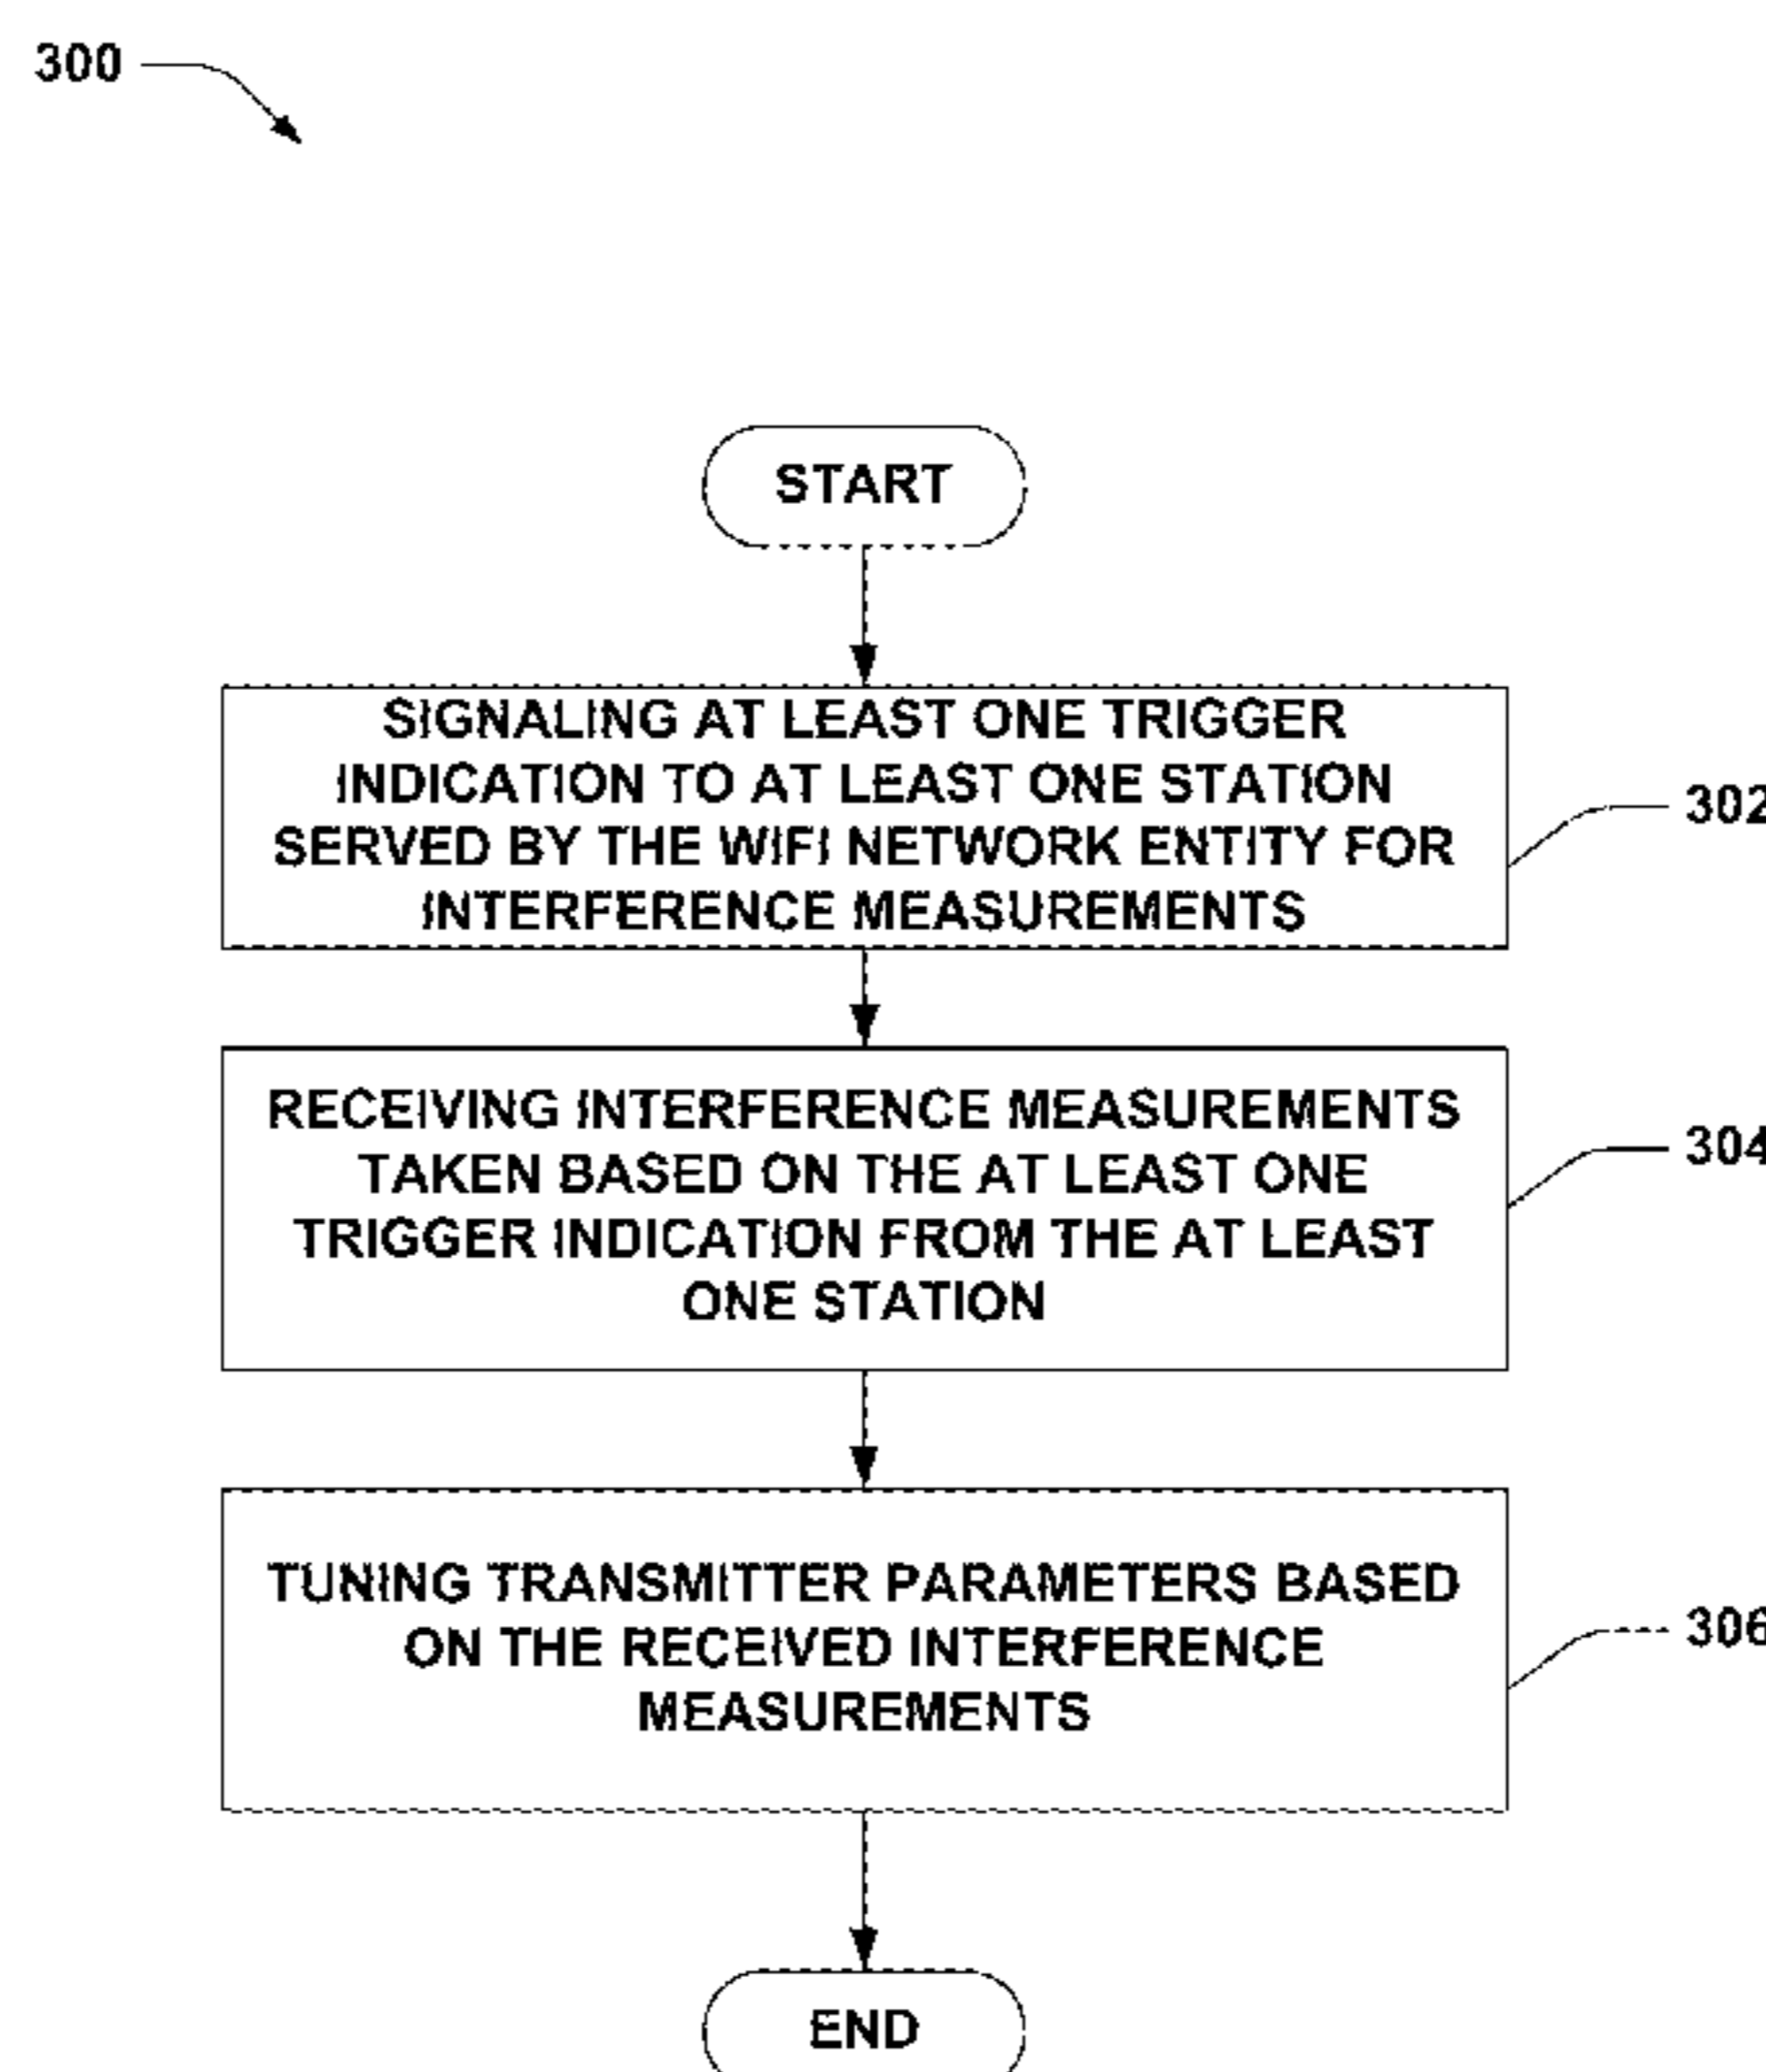 300
START
SIGNALING AT LEAST ONE TRIGGER
INDICATION TO AT LEAST ONE STATION
SERVED BY THE WIFI NETWORK ENTITY FOR
INTERFERENCE MEASUREMENTS
302
RECEIVING INTERFERENCE MEASUREMENTS
TAKEN BASED ON THE AT LEAST ONE
TRIGGER INDICATION FROM THE AT LEAST
ONE STATION
304
TUNING TRANSMITTER PARAMETERS BASED
ON THE RECEIVED INTERFERENCE
MEASUREMENTS
306
END